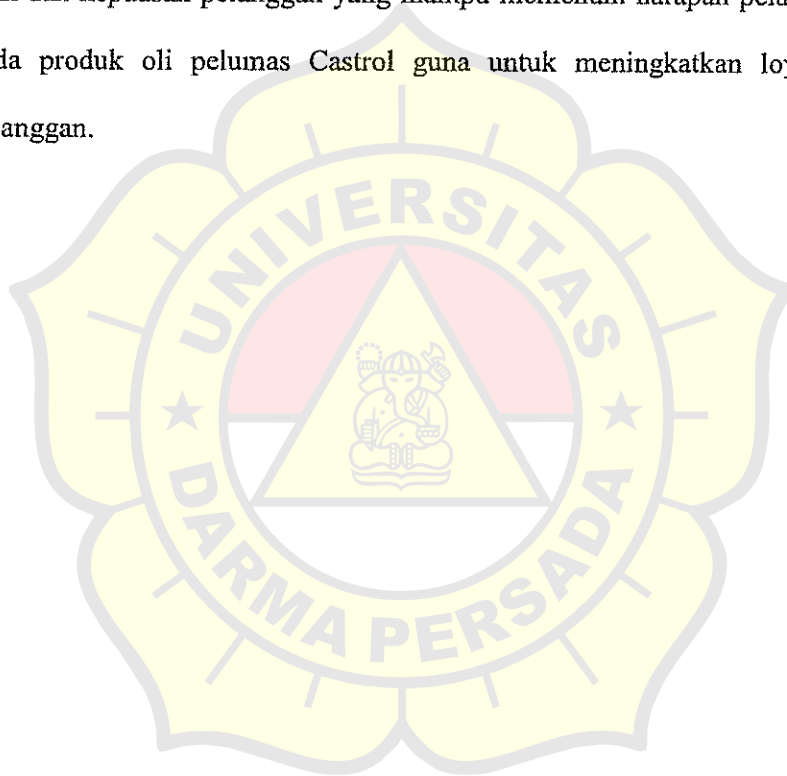 kepuasan pelanggan yang mampu memenuhi harapan
da produk oli pelumas Castrol guna untuk meningkatkan loy
anggan.
UNIVERSITAS
DARMA PERSADA